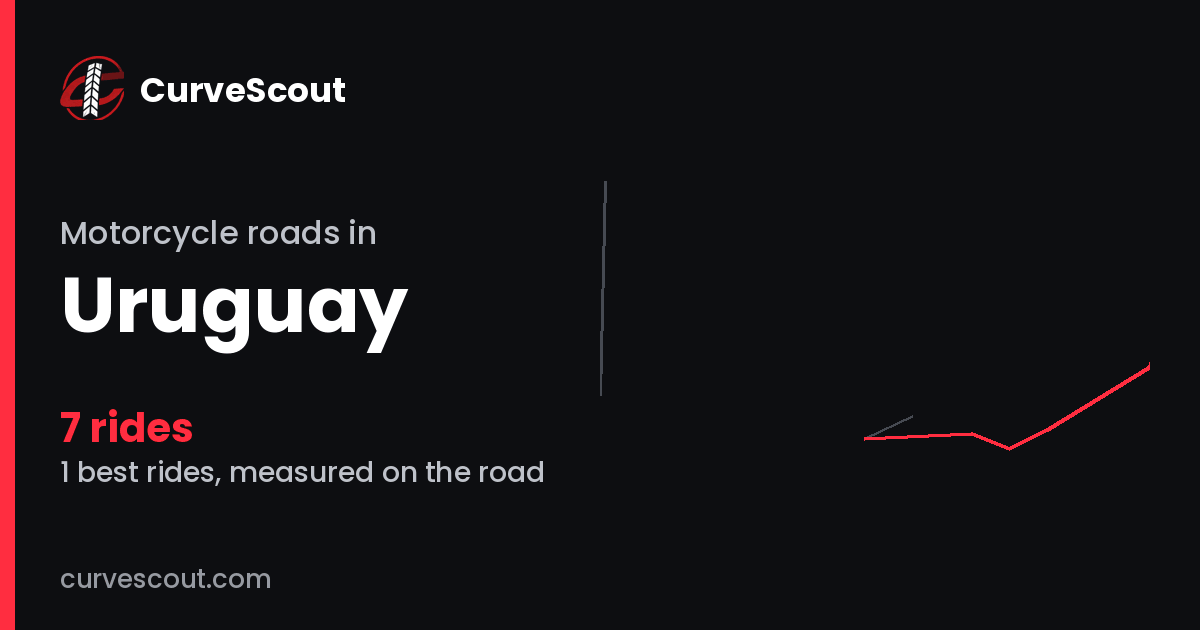 CurveScout
Motorcycle roads in
Uruguay
7 rides
1 best rides, measured on the road
curvescout.com